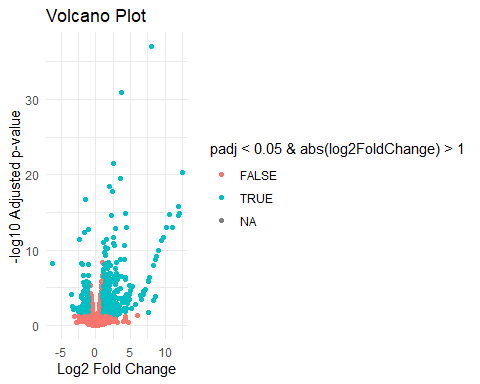 Volcano Plot
-log10 Adjusted p-value
30
20
10
0
-5
0
5
10
Log2 Fold Change
padj < 0.05 & abs(log2FoldChange) > 1
FALSE
TRUE
NA